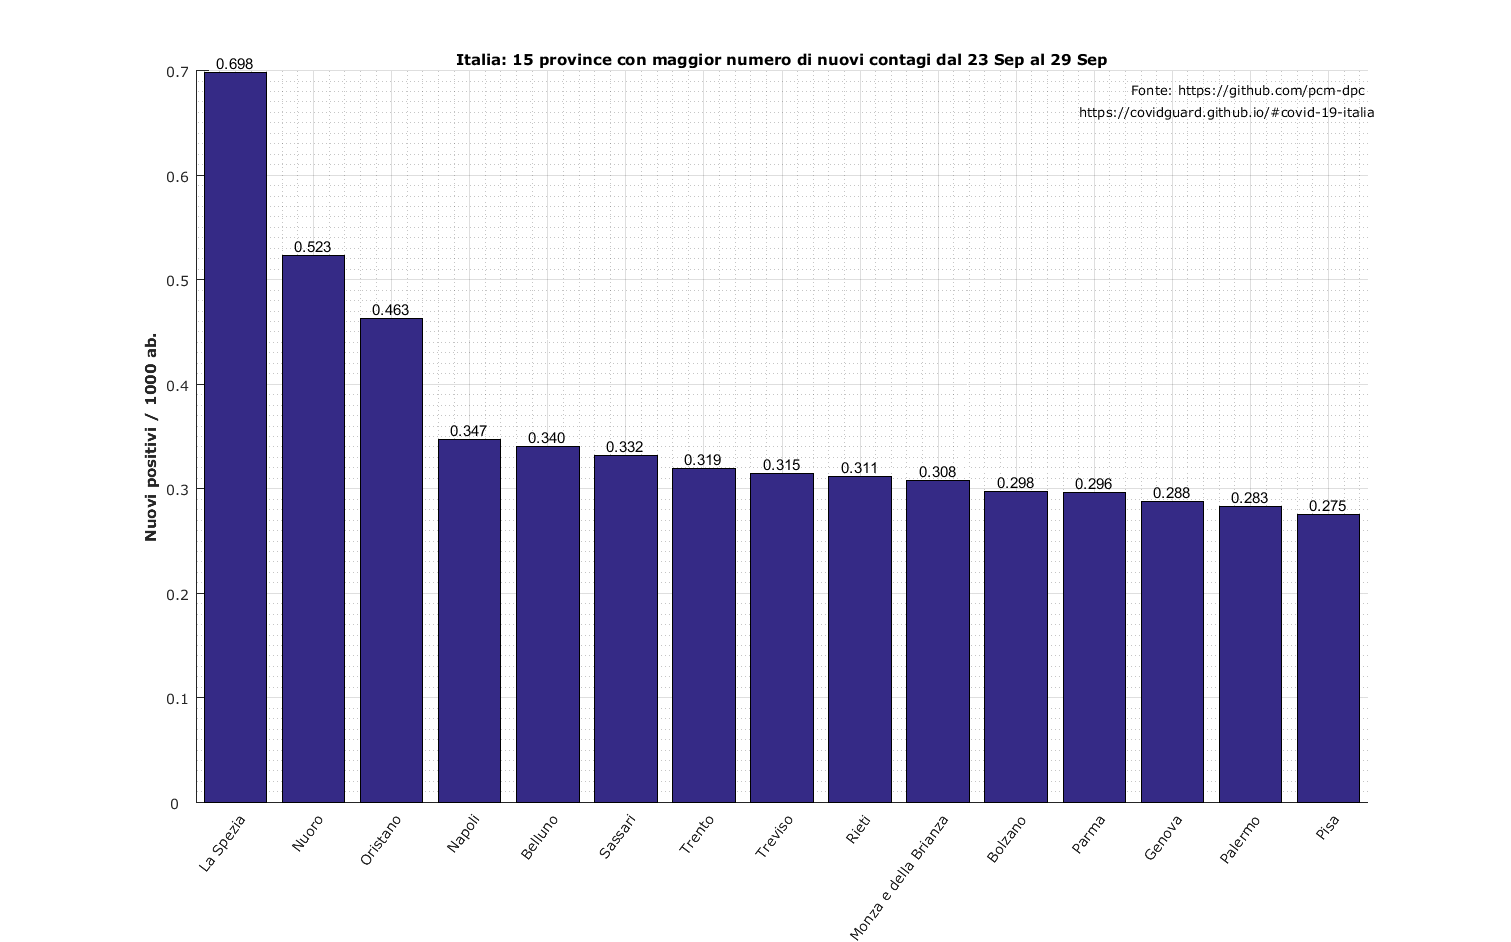 Italia: 15 province con maggior numero di nuovi contagi dal 23 Sep al 29 Sep
Fonte: https://github.com/pcm-dpc
https://covidguard.github.io/#covid-19-italia
Nuovi positivi / 1000 ab.
0.7
0.6
0.5
0.4
0.3
0.2
0.1
0
0.698
0.523
0.463
0.347
0.340
0.332
0.319
0.315
0.311
0.308
0.298
0.296
0.288
0.283
0.275
La Spezia
Nuoro
Oristano
Napoli
Belluno
Sassari
Trento
Treviso
Rieti
Monza e della Brianza
Bolzano
Parma
Genova
Palermo
Pisa